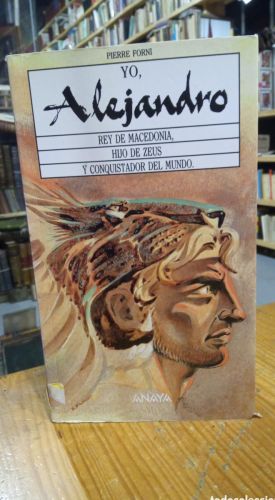 PIERRE FORNI
YO,
Alejandro
REY DE MACEDONIA,
HIJO DE ZEUS
Y CONQUISTADOR DEL MUNDO.
ANAYA